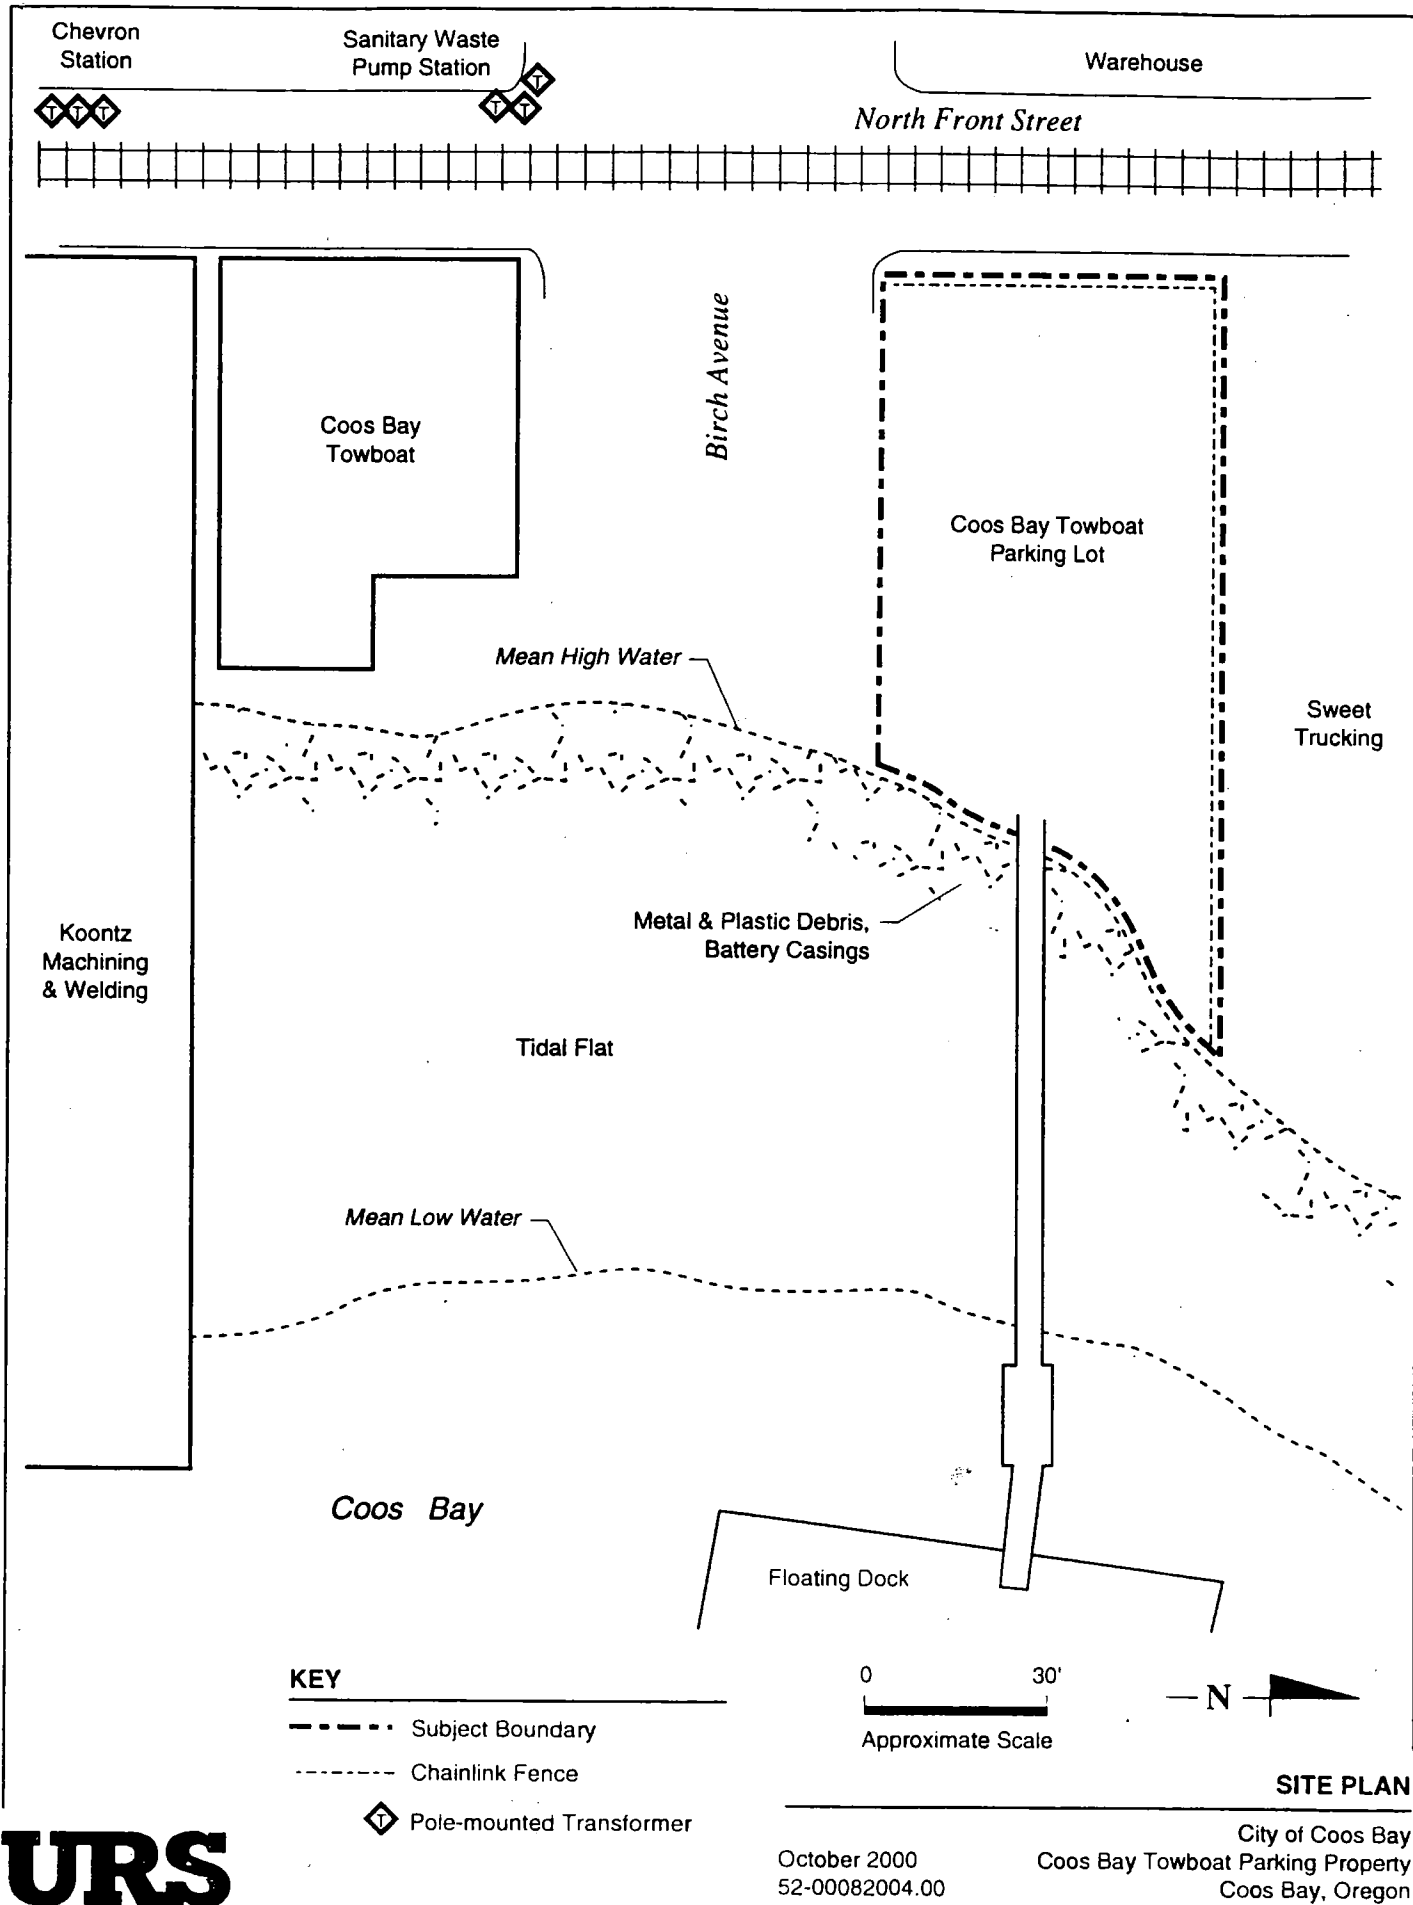 Chevron
Station
Sanitary Waste
Pump Station
Warehouse
T
T T T
T T
North Front Street
Birch Avenue
Coos Bay
Towboat
Coos Bay Towboat
Parking Lot
Mean High Water
Sweet
Trucking
Metal & Plastic Debris,
Battery Casings
Koontz
Machining
& Welding
Tidal Flat
Mean Low Water
Coos Bay
Floating Dock
KEY
Subject Boundary
Chainlink Fence
T Pole-mounted Transformer
0 30'
Approximate Scale
N
SITE PLAN
City of Coos Bay
Coos Bay Towboat Parking Property
Coos Bay, Oregon
October 2000
52-00082004.00
URS